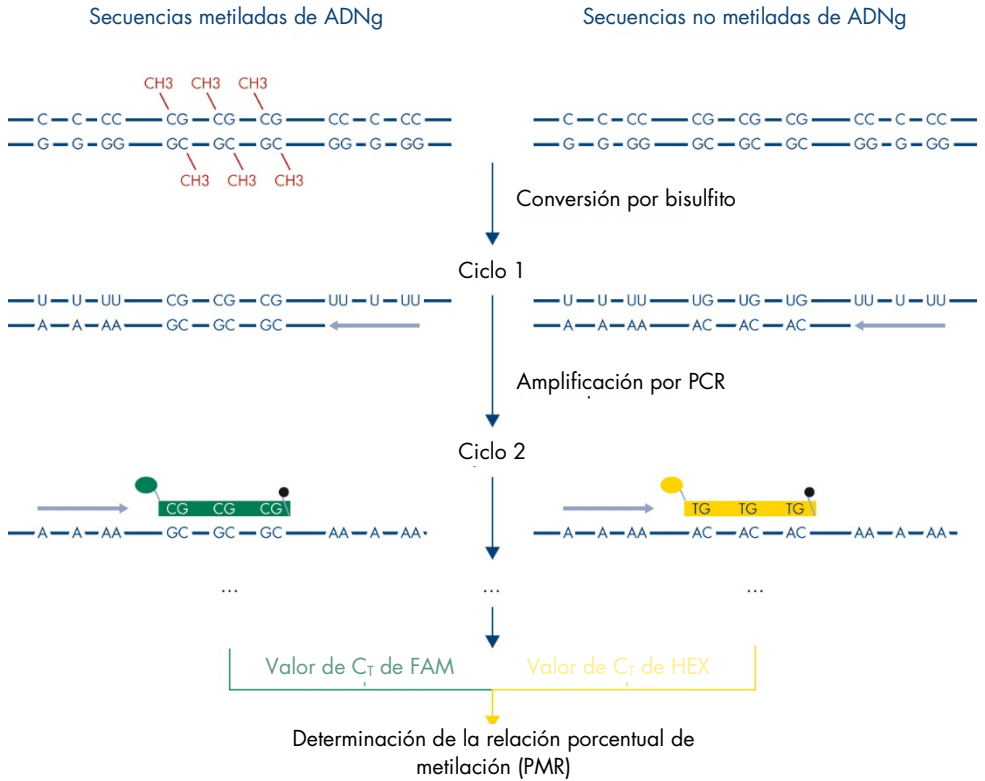 Secuencias metiladas de ADNg
Secuencias no metiladas de ADNg
CH3 CH3 CH3
C C CC CG CG CG CC C CC
G G GG GC GC GC GG G GG
CH3 CH3 CH3
C C CC CG CG CG CC C CC
G G GG GC GC GC GG G GG
Conversión por bisulfito
Ciclo 1
U U UU CG CG CG UU U UU
A A AA GC GC GC
U U UU UG UG UG UU U UU
A A AA AC AC AC
Amplificación por PCR
Ciclo 2
CG CG CG
A A AA GC GC GC AA A AA
TG TG TG
A A AA AC AC AC AA A AA
... ... ...
Valor de CT de FAM
Valor de CT de HEX
Determinación de la relación porcentual de
metilación (PMR)